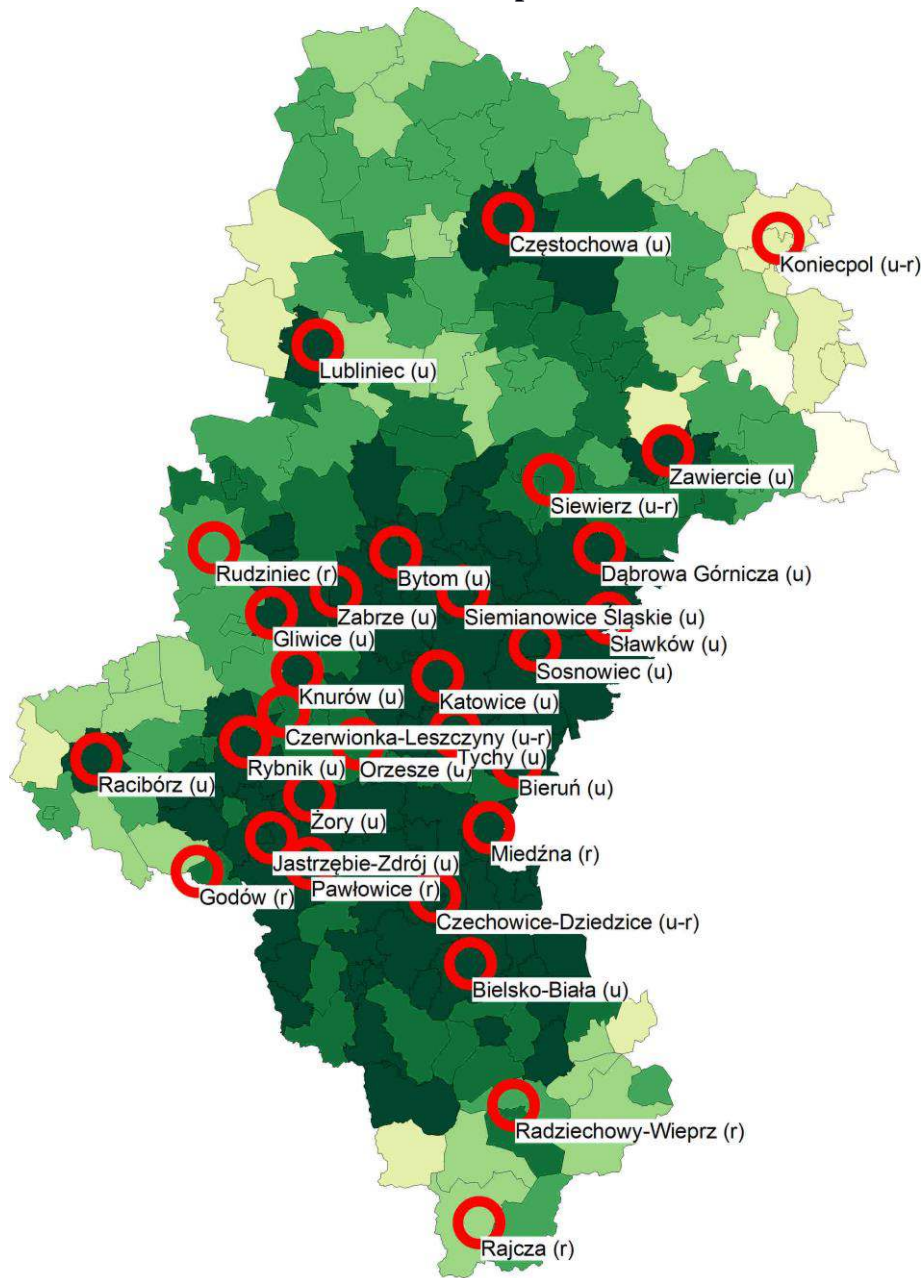 Częstochowa (u)
Koniecpol (u-r)
Lubliniec (u)
Zawiercie (u)
Siewierz (u-r)
Rudziniec (r)
Bytom (u)
Dąbrowa Górnicza (u)
Zabrze (u)
Siemianowice Śląskie (u)
Gliwice (u)
Sławków (u)
Sosnowiec (u)
Knurów (u)
Katowice (u)
Czerwionka-Leszczyny (u-r)
Tychy (u)
Rybnik (u)
Orzesze (u)
Racibórz (u)
Bieruń (u)
Żory (u)
Miedźna (r)
Jastrzębie-Zdrój (u)
Pawłowice (r)
Godów (r)
Czechowice-Dziedzice (u-r)
Bielsko-Biała (u)
Radziechowy-Wieprz (r)
Rajcza (r)